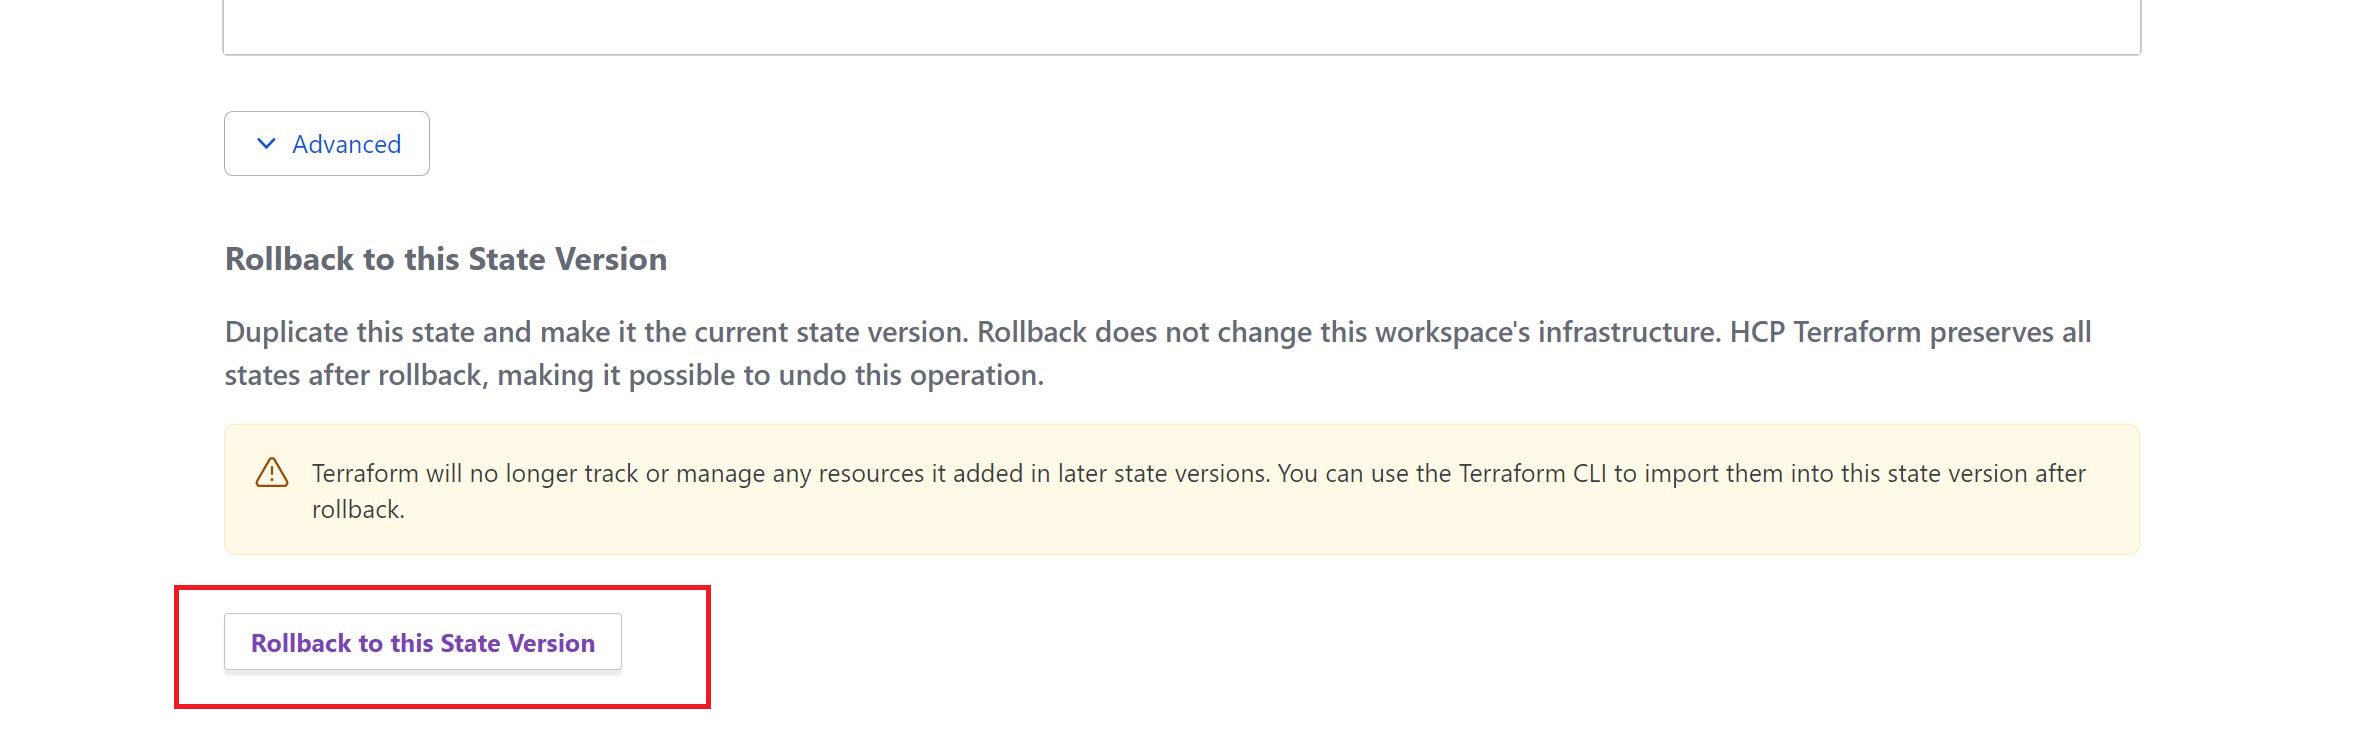 Advanced
Rollback to this State Version
Duplicate this state and make it the current state version. Rollback does not change this workspace's infrastructure. HCP Terraform preserves all
states after rollback, making it possible to undo this operation.
Terraform will no longer track or manage any resources it added in later state versions. You can use the Terraform CLI to import them into this state version after
rollback.
Rollback to this State Version